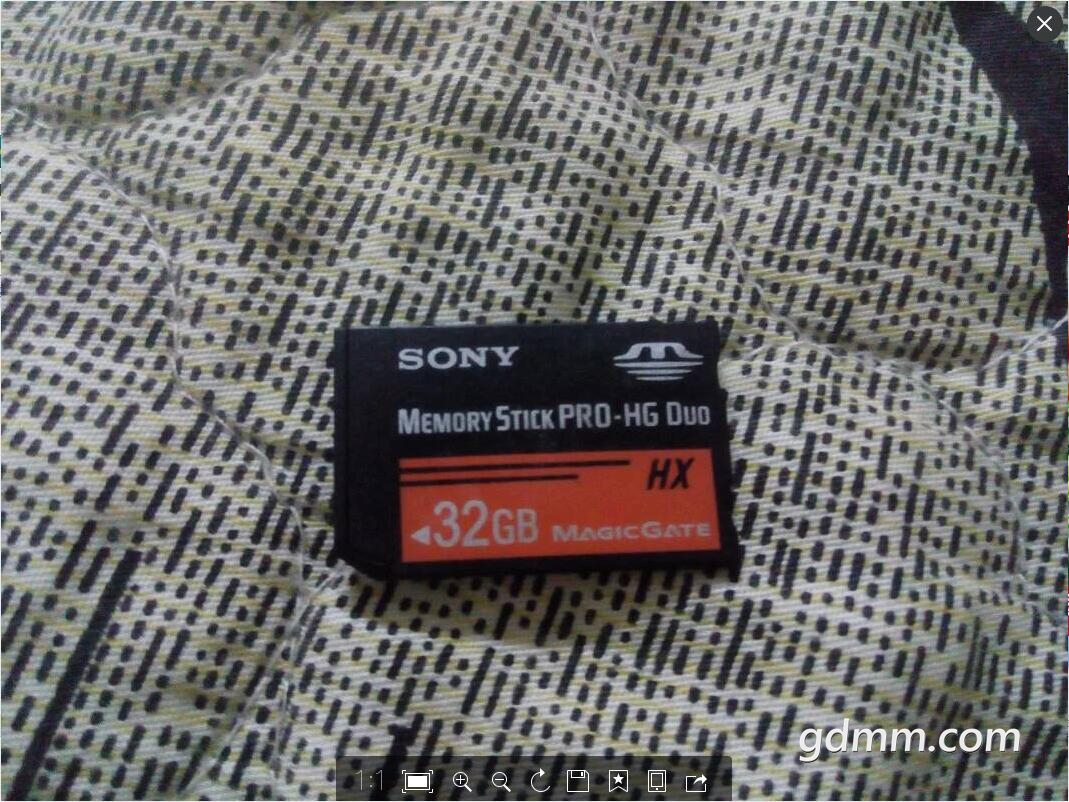 SONY
MEMORY STICK PRO-HG DUO
HX
32GB MAGICGATE
gdmm.com
1:1